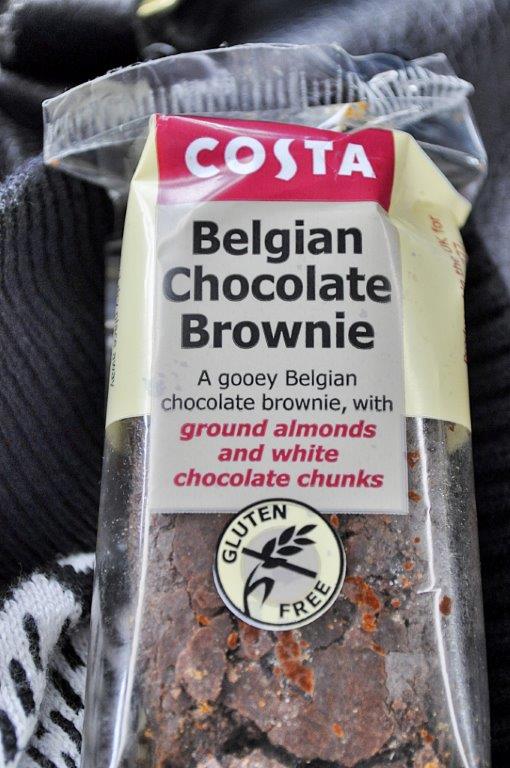 COSTA
Belgian
Chocolate
Brownie
A gooey Belgian
chocolate brownie, with
ground almonds
and white
chocolate chunks
GLUTEN
FREE